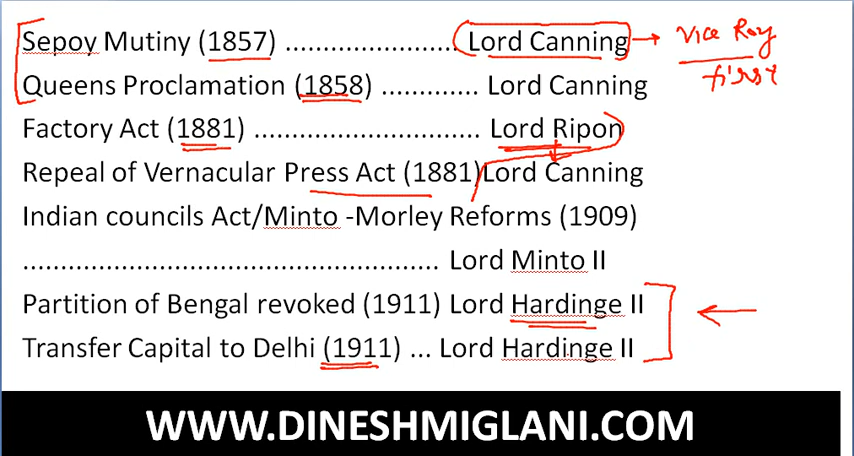 Sepoy Mutiny (1857) ........................ Lord Canning → Vice Roy
first
Queens Proclamation (1858) ............. Lord Canning
Factory Act (1881) ............................... Lord Ripon
Repeal of Vernacular Press Act (1881) Lord Canning
Indian councils Act/Minto -Morley Reforms (1909)
......................................................... Lord Minto II
Partition of Bengal revoked (1911) Lord Hardinge II
Transfer Capital to Delhi (1911) ... Lord Hardinge II
WWW.DINESHMIGLANI.COM